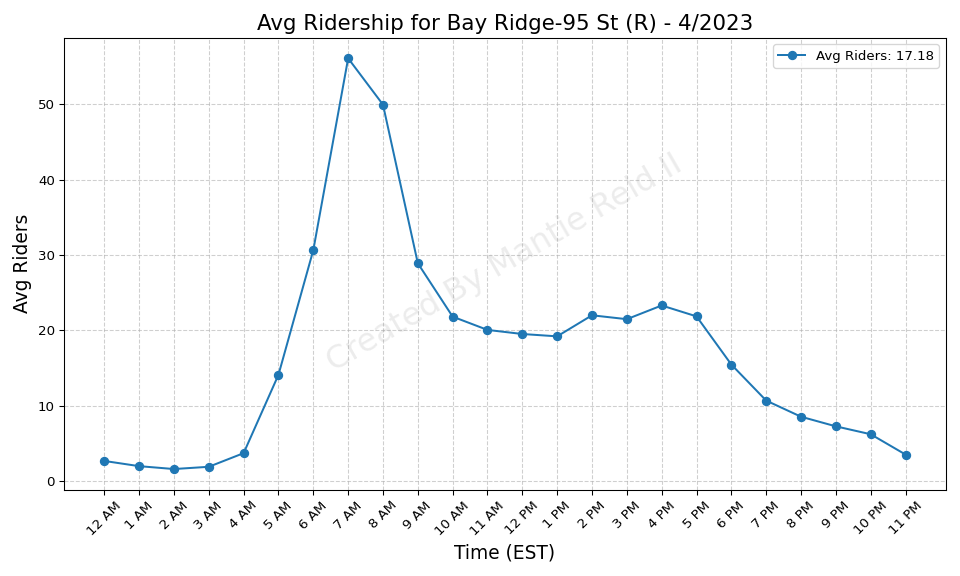 Avg Ridership for Bay Ridge-95 St (R) - 4/2023
Avg Riders: 17.18
Avg Riders
50
40
30
20
10
0
Created By Mantie Reid II
12 AM
1 AM
2 AM
3 AM
4 AM
5 AM
6 AM
7 AM
8 AM
9 AM
10 AM
11 AM
12 PM
1 PM
2 PM
3 PM
4 PM
5 PM
6 PM
7 PM
8 PM
9 PM
10 PM
11 PM
Time (EST)